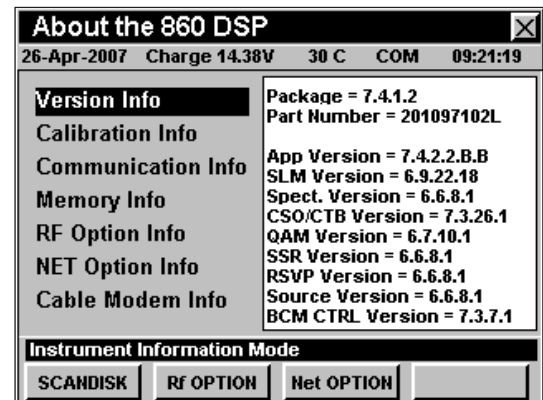 About the 860 DSP
26-Apr-2007 Charge 14.38V 30 C COM 09:21:19
Version Info
Calibration Info
Communication Info
Memory Info
RF Option Info
NET Option Info
Cable Modem Info
Package = 7.4.1.2
Part Number = 201097102L
App Version = 7.4.2.2.B.B
SLM Version = 6.9.22.18
Spect. Version = 6.6.8.1
CSO/CTB Version = 7.3.26.1
QAM Version = 6.7.10.1
SSR Version = 6.6.8.1
RSVP Version = 6.6.8.1
Source Version = 6.6.8.1
BCM CTRL Version = 7.3.7.1
Instrument Information Mode
SCANDISK Rf OPTION Net OPTION